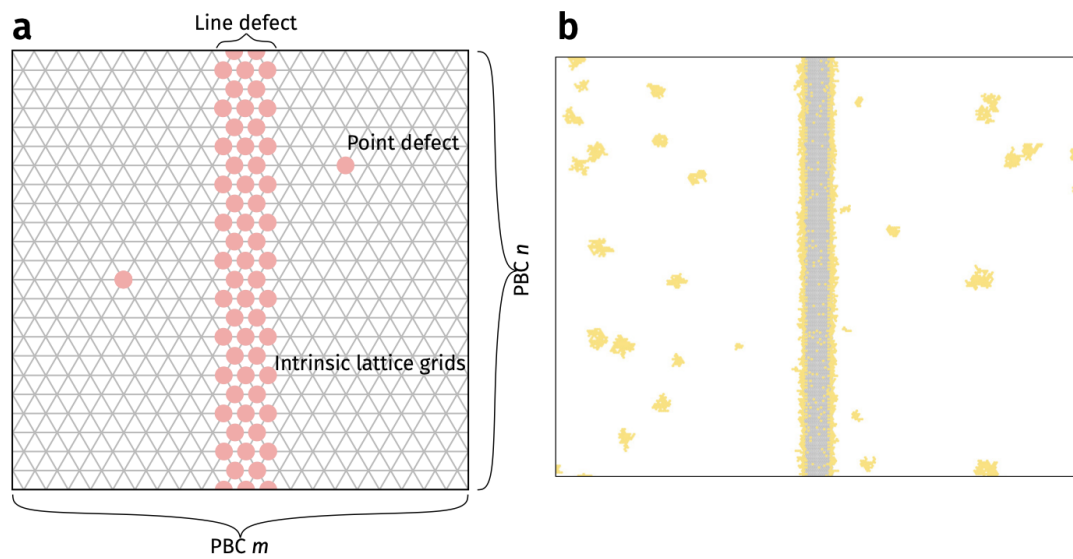 a
Line defect
Point defect
Intrinsic lattice grids
PBC n
PBC m
b